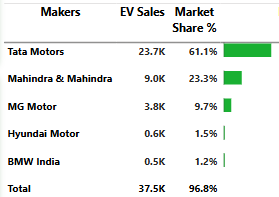 Makers EV Sales Market Share %
Tata Motors 23.7K 61.1%
Mahindra & Mahindra 9.0K 23.3%
MG Motor 3.8K 9.7%
Hyundai Motor 0.6K 1.5%
BMW India 0.5K 1.2%
Total 37.5K 96.8%